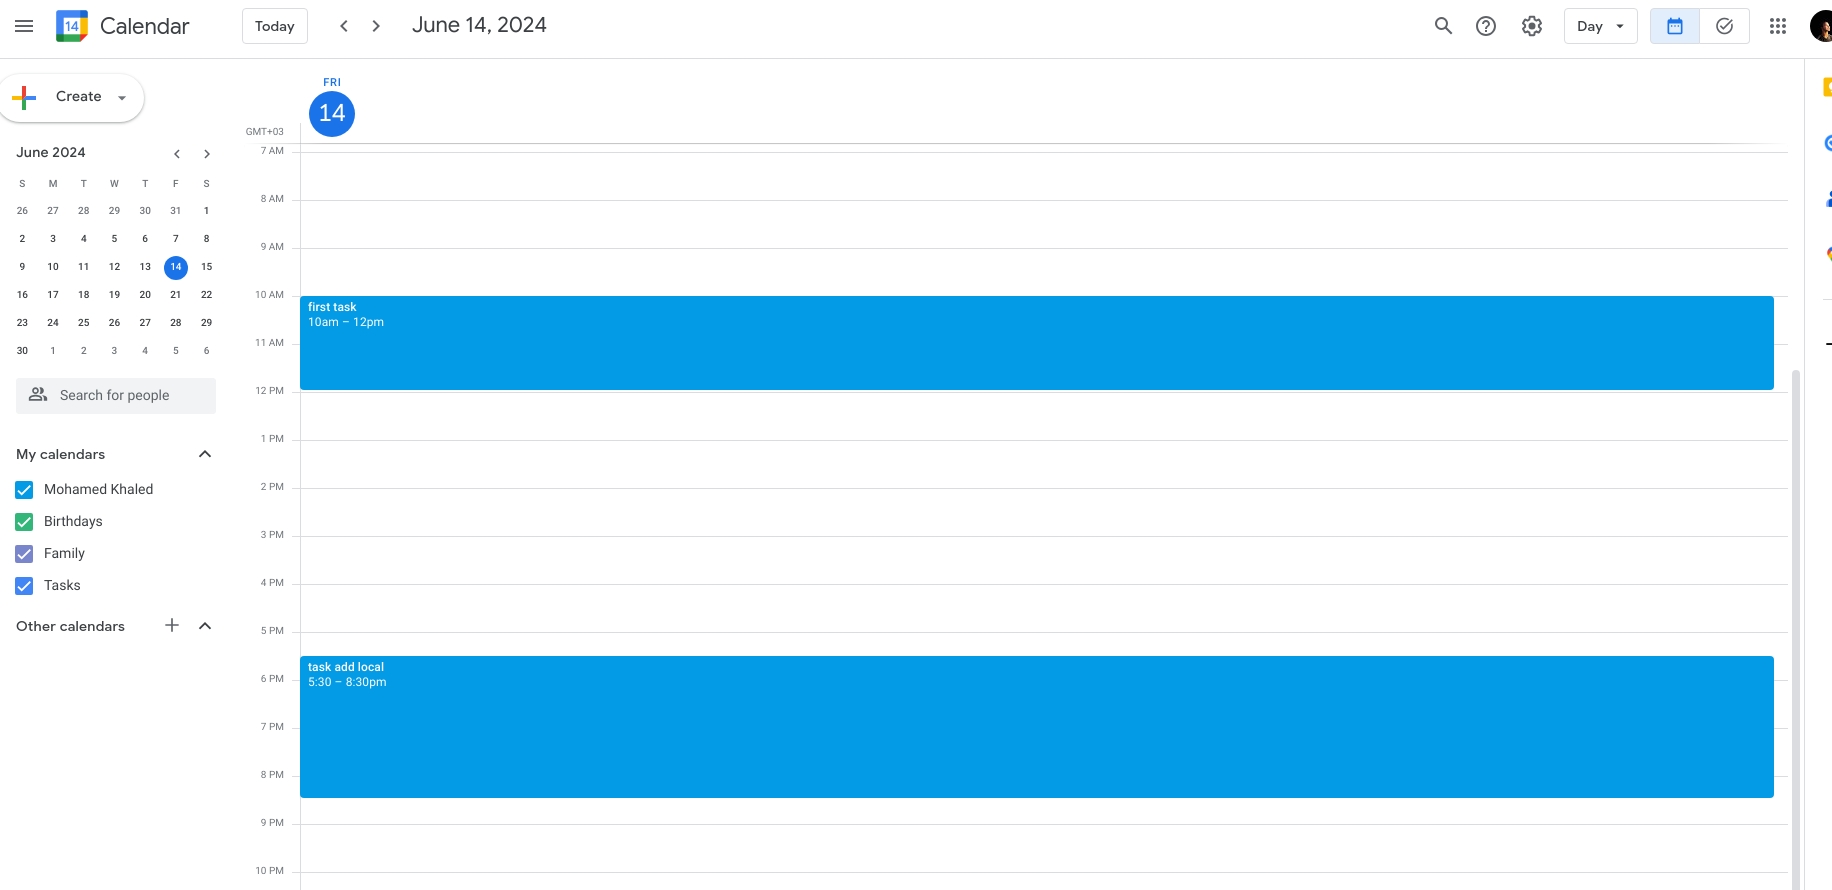 14 Calendar Today June 14, 2024 Day
Create
June 2024
S M T W T F S
26 27 28 29 30 31 1
2 3 4 5 6 7 8
9 10 11 12 13 14 15
16 17 18 19 20 21 22
23 24 25 26 27 28 29
30 1 2 3 4 5 6
Search for people
My calendars
Mohamed Khaled
Birthdays
Family
Tasks
Other calendars
FRI
14
GMT+03
7 AM
8 AM
9 AM
10 AM
first task
10am – 12pm
11 AM
12 PM
1 PM
2 PM
3 PM
4 PM
5 PM
task add local
5:30 – 8:30pm
6 PM
7 PM
8 PM
9 PM
10 PM